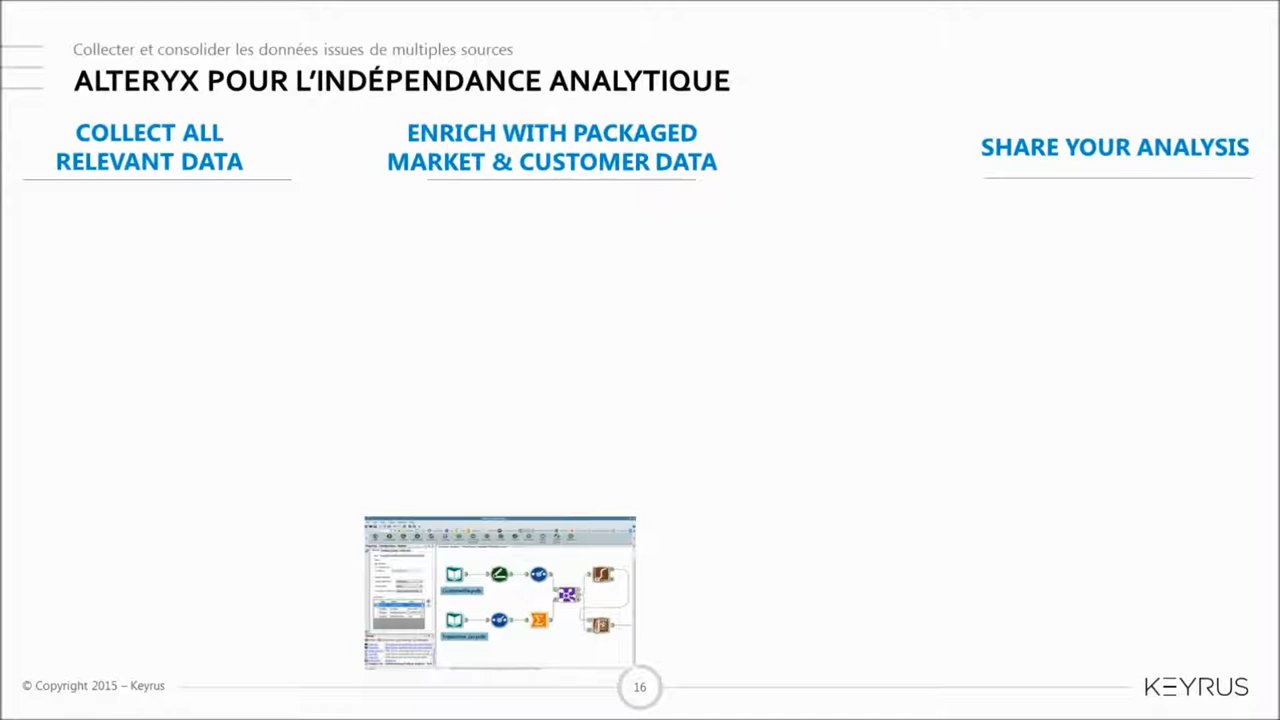 Collecter et consolider les données issues de multiples sources
ALTERYX POUR L’INDÉPENDANCE ANALYTIQUE
COLLECT ALL
RELEVANT DATA
ENRICH WITH PACKAGED
MARKET & CUSTOMER DATA
SHARE YOUR ANALYSIS
© Copyright 2015 – Keyrus
16
KEYRUS